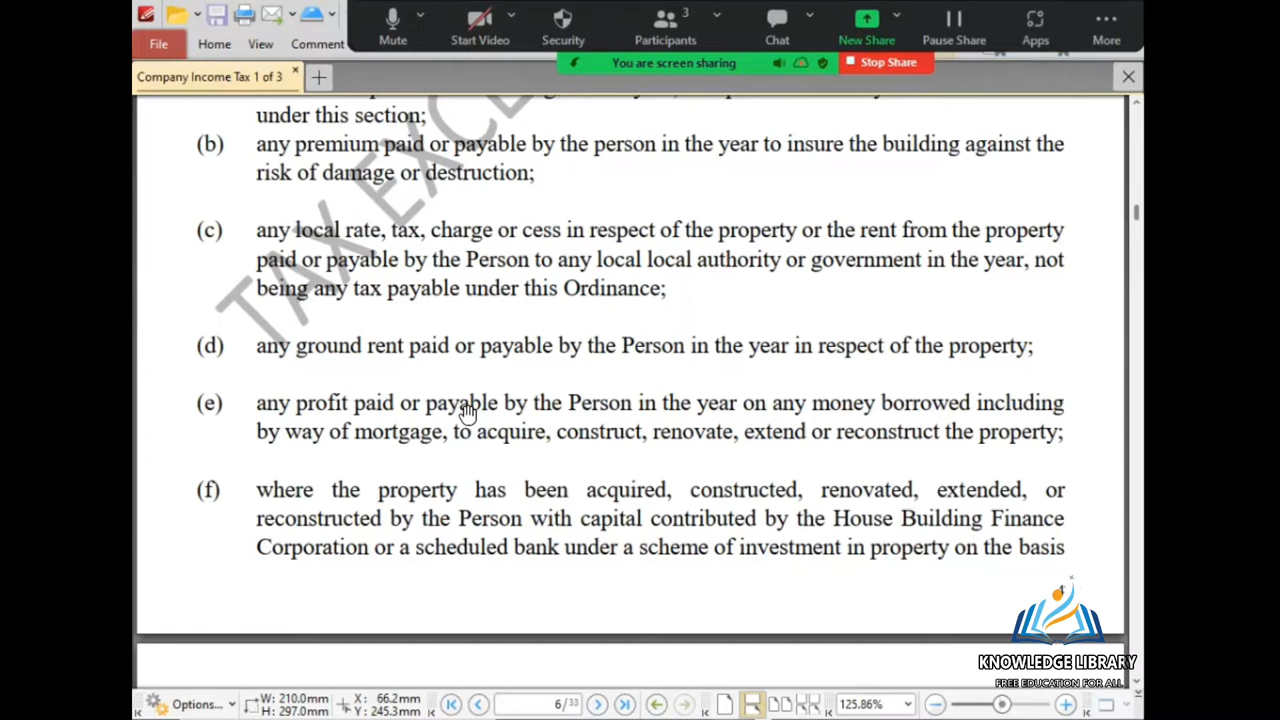 3
Mute
Start Video
Security
Participants
Chat
New Share
Pause Share
Apps
More
File
Home
View
Comment
You are screen sharing
Stop Share
Company Income Tax 1 of 3
under this section;
(b) any premium paid or payable by the person in the year to insure the building against the
risk of damage or destruction;
(c) any local rate, tax, charge or cess in respect of the property or the rent from the property
paid or payable by the Person to any local local authority or government in the year, not
being any tax payable under this Ordinance;
(d) any ground rent paid or payable by the Person in the year in respect of the property;
(e) any profit paid or payable by the Person in the year on any money borrowed including
by way of mortgage, to acquire, construct, renovate, extend or reconstruct the property;
(f) where the property has been acquired, constructed, renovated, extended, or
reconstructed by the Person with capital contributed by the House Building Finance
Corporation or a scheduled bank under a scheme of investment in property on the basis
TAX EXCE
KNOWLEDGE LIBRARY
FREE EDUCATION FOR ALL
Options...
W: 210.0mm
H: 297.0mm
X: 66.2mm
Y: 245.3mm
6 /33
125.86%